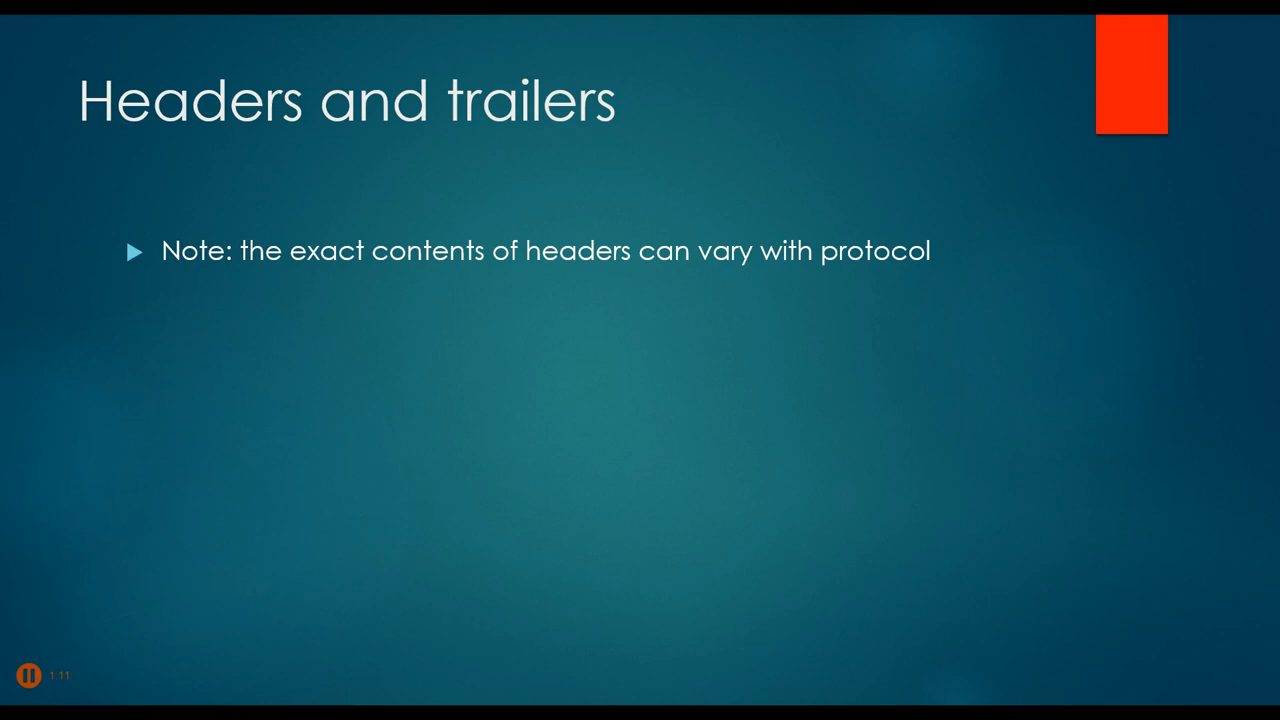 Headers and trailers
Note: the exact contents of headers can vary with protocol
1:11